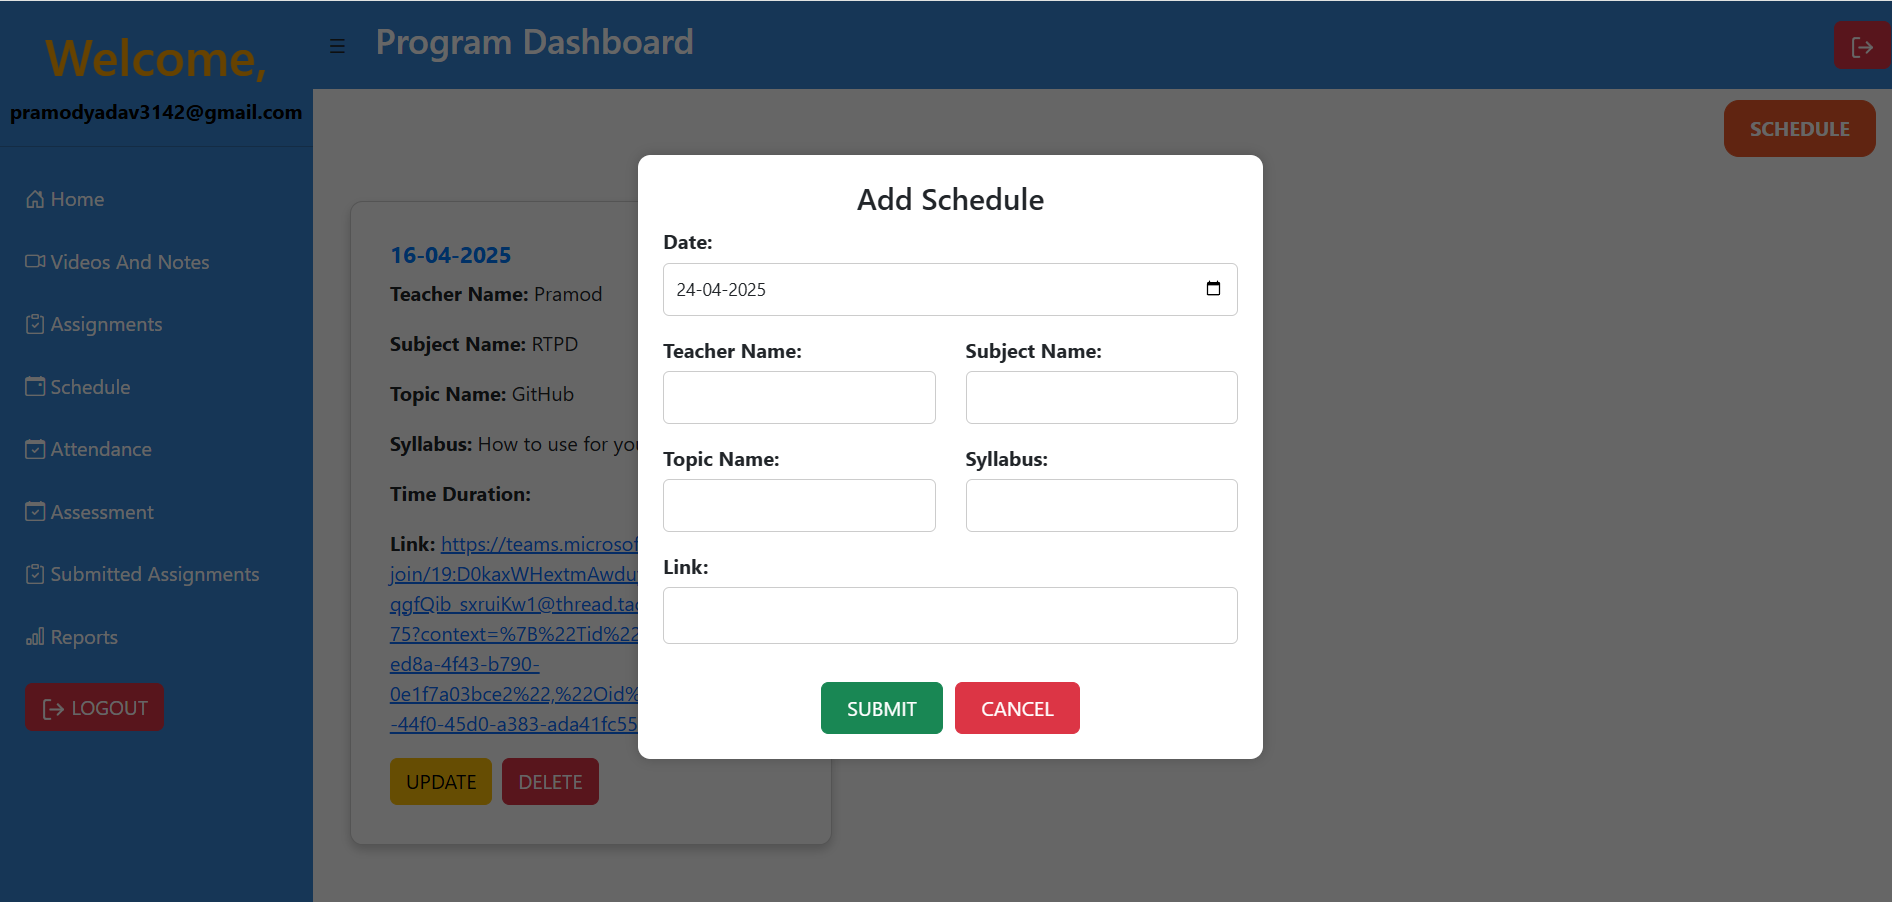 Welcome,
pramodyadav3142@gmail.com
Home
Videos And Notes
Assignments
Schedule
Attendance
Assessment
Submitted Assignments
Reports
LOGOUT
Program Dashboard
SCHEDULE
16-04-2025
Teacher Name: Pramod
Subject Name: RTPD
Topic Name: GitHub
Syllabus: How to use for
Time Duration:
Link: https://teams.microsof
join/19:D0kaxWHextmAwdu
qgfQib_sxruiKw1@thread.tac
75?context=%7B%22Tid%22
ed8a-4f43-b790-
0e1f7a03bce2%22,%22Oid%
-44f0-45d0-a383-ada41fc55
UPDATE DELETE
Add Schedule
Date:
24-04-2025
Teacher Name: Subject Name:
Topic Name: Syllabus:
Link:
SUBMIT CANCEL